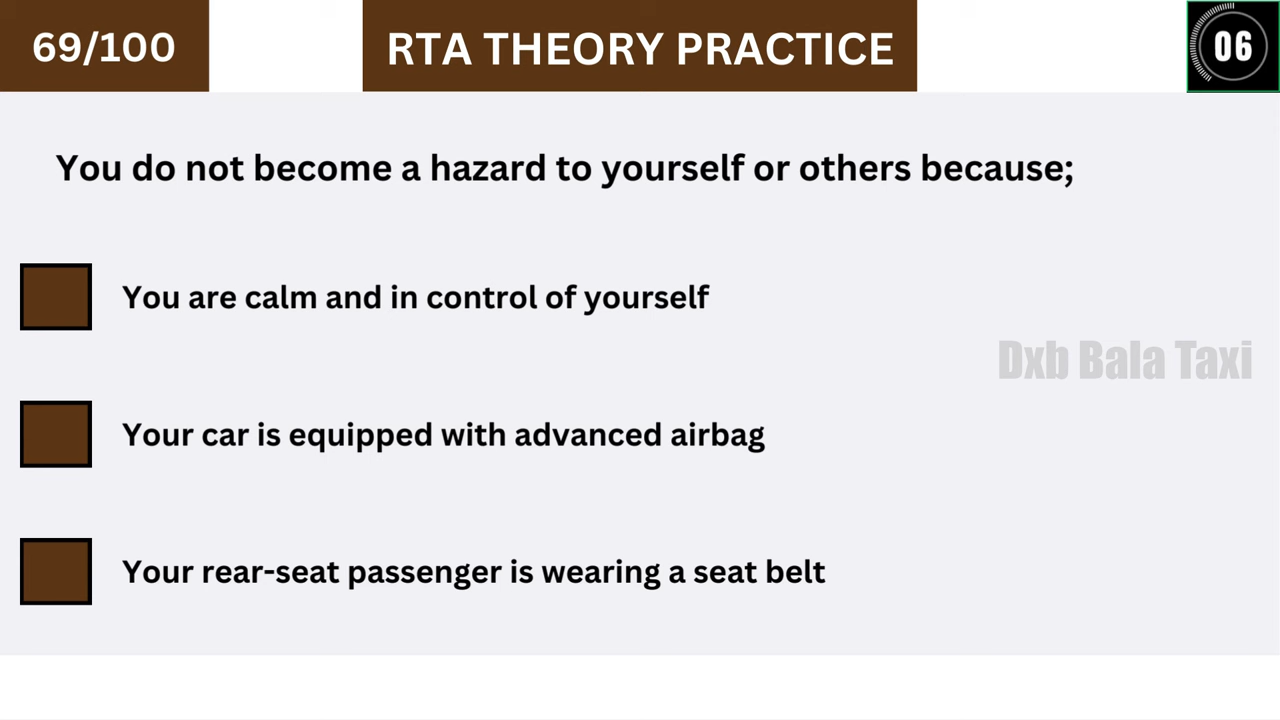 69/100
RTA THEORY PRACTICE
06
You do not become a hazard to yourself or others because;
You are calm and in control of yourself
Dxb Bala Taxi
Your car is equipped with advanced airbag
Your rear-seat passenger is wearing a seat belt